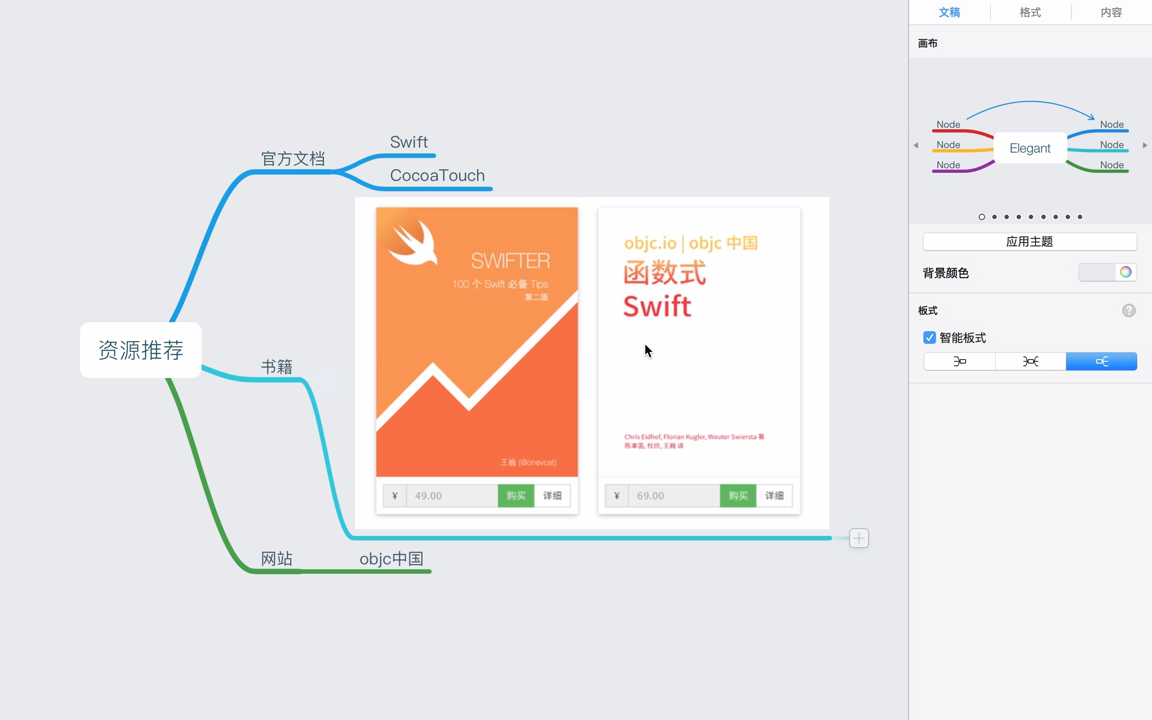 文稿
格式
内容
画布
Node
Node
Node
Elegant
Node
Node
Node
应用主题
背景颜色
板式
?
智能板式
资源推荐
官方文档
Swift
CocoaTouch
书籍
SWIFTER
100 个 Swift 必备 Tips
第二版
王巍 (@onevcat)
¥ 49.00 购买 详细
objc.io | objc 中国
函数式
Swift
Chris Eidhof, Florian Kugler, Wouter Swiersta 著
陈聿菡, 杜欣, 王巍 译
¥ 69.00 购买 详细
网站
objc中国